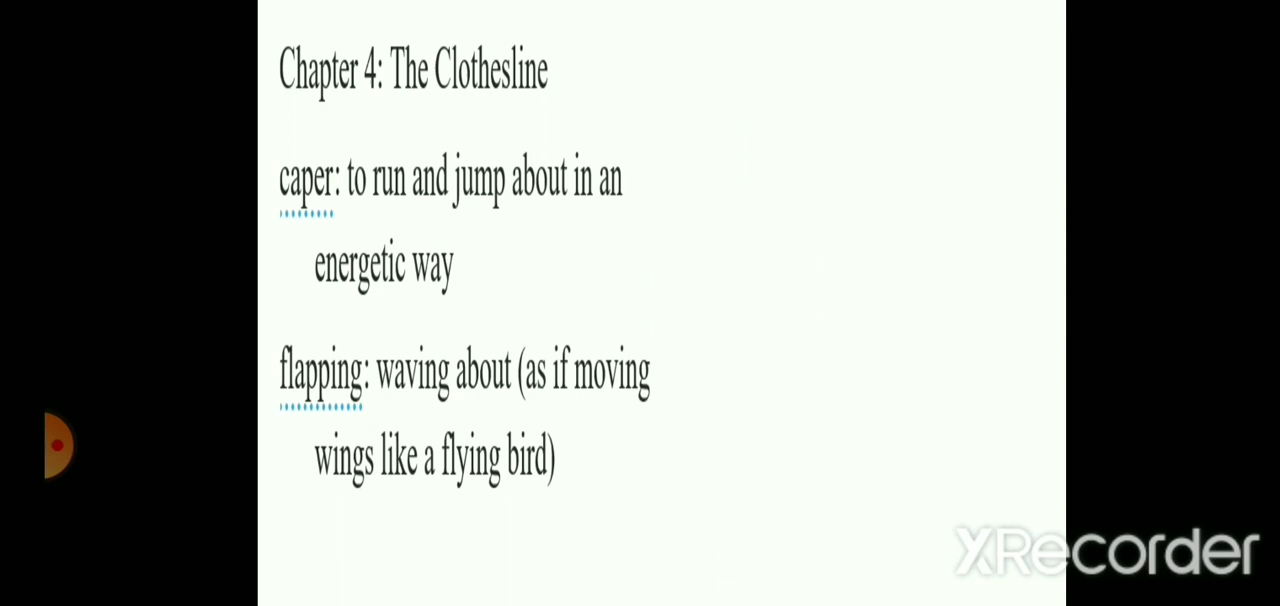 Chapter 4: The Clothesline
caper: to run and jump about in an
energetic way
flapping: waving about (as if moving
wings like a flying bird)
XRecorder